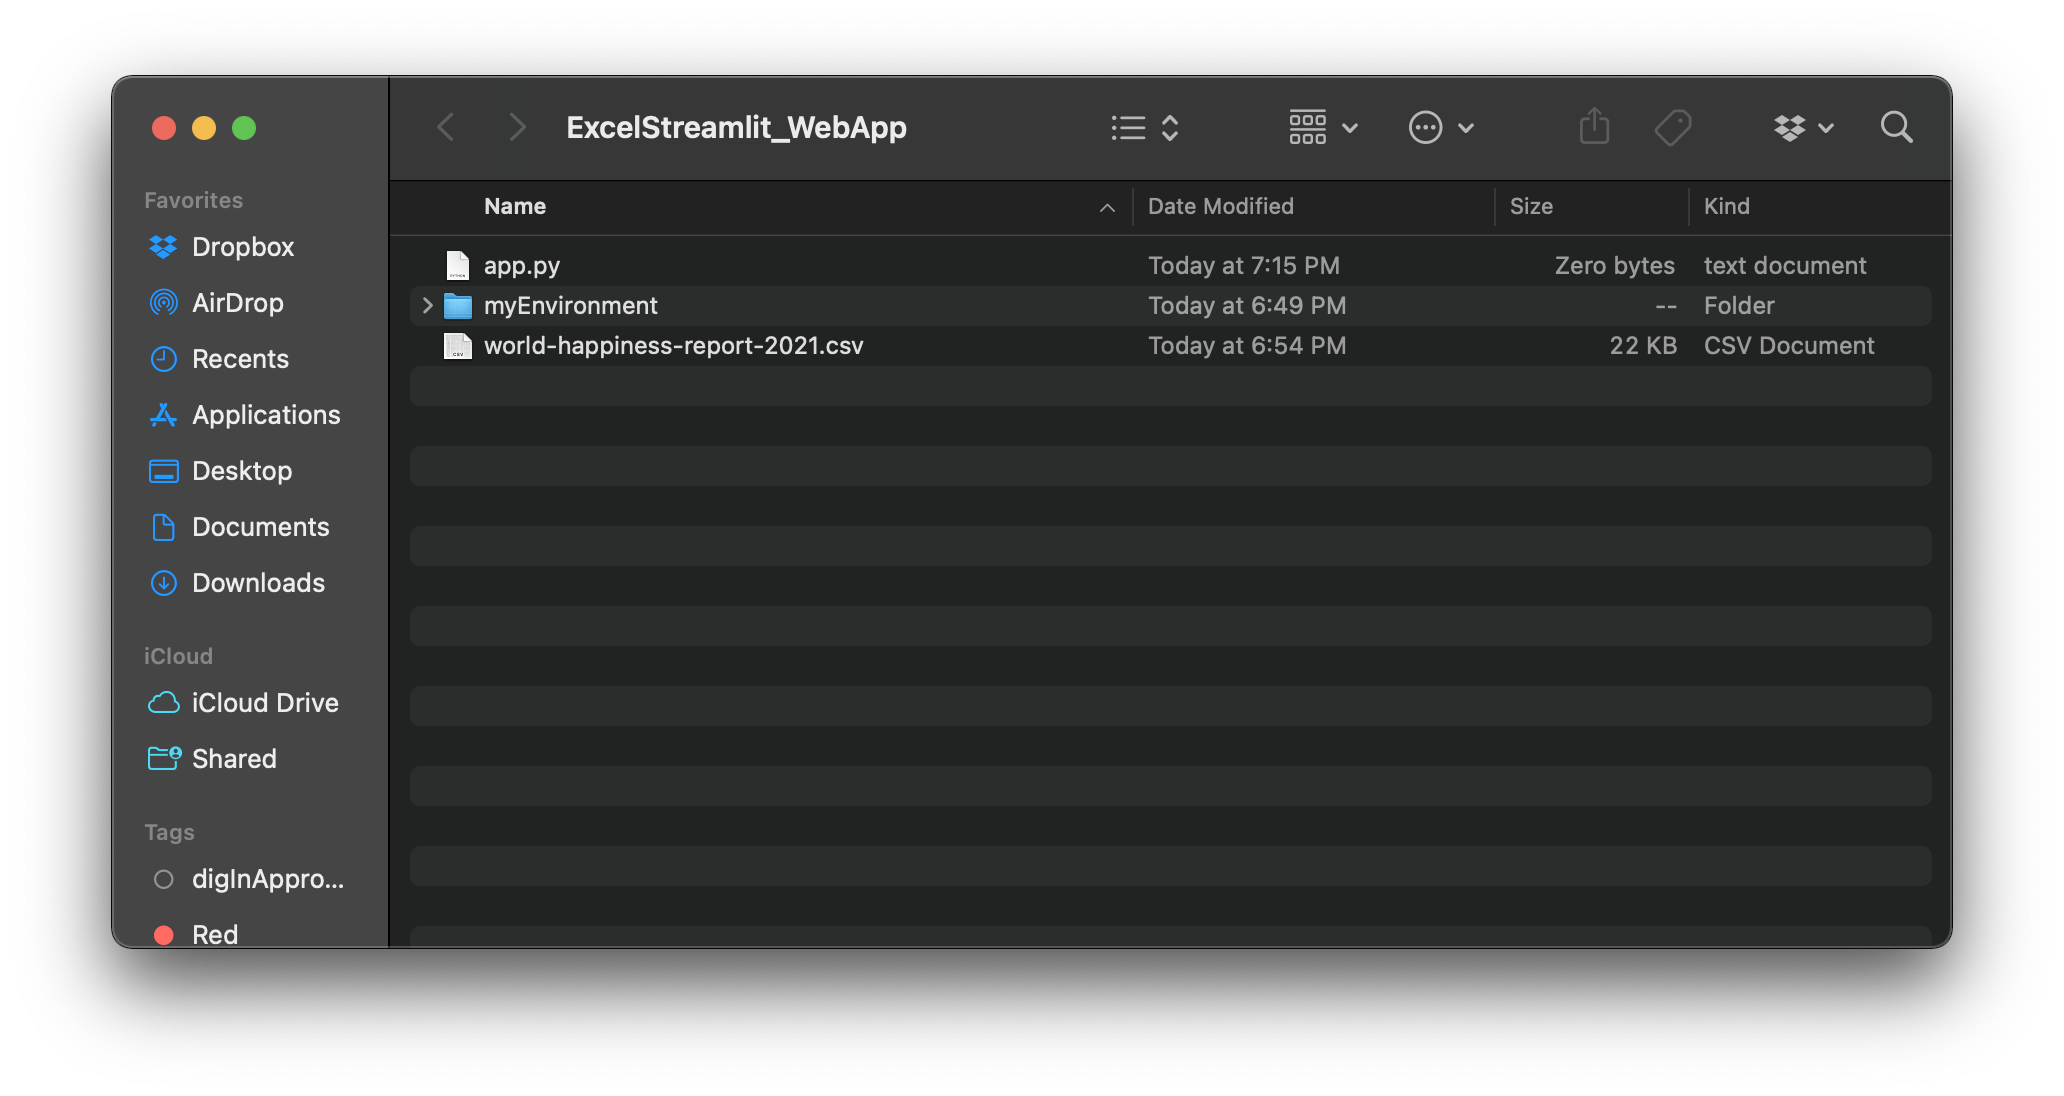 ExcelStreamlit_WebApp
Favorites
Dropbox
AirDrop
Recents
Applications
Desktop
Documents
Downloads
iCloud
iCloud Drive
Shared
Tags
digInAppro...
Red
Name Date Modified Size Kind
PYTHON app.py Today at 7:15 PM Zero bytes text document
myEnvironment Today at 6:49 PM -- Folder
CSV world-happiness-report-2021.csv Today at 6:54 PM 22 KB CSV Document